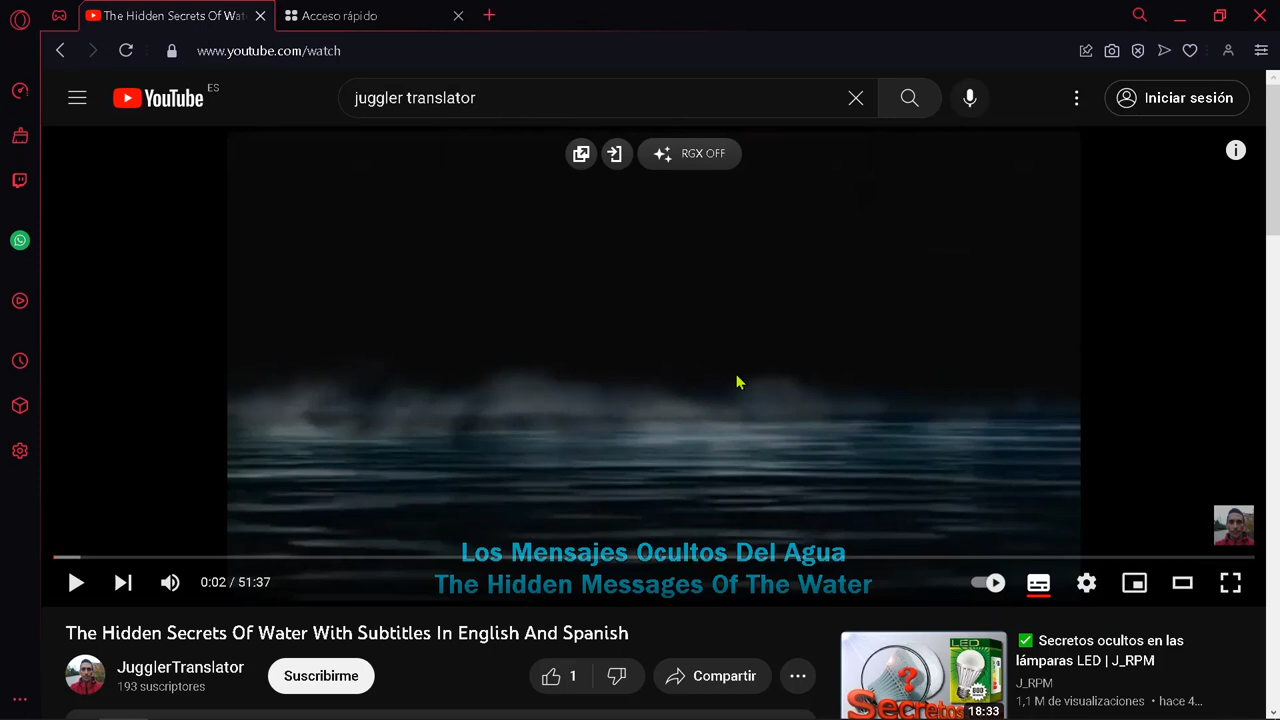 The Hidden Secrets Of Wat
Acceso rápido
www.youtube.com/watch
YouTube
ES
juggler translator
Iniciar sesión
RGX OFF
Los Mensajes Ocultos Del Agua
The Hidden Messages Of The Water
0:02 / 51:37
The Hidden Secrets Of Water With Subtitles In English And Spanish
JugglerTranslator
193 suscriptores
Suscribirme
1
Compartir
LED
?
Secretos
18:33
✅ Secretos ocultos en las
lámparas LED | J_RPM
J_RPM
1,1 M de visualizaciones • hace 4...